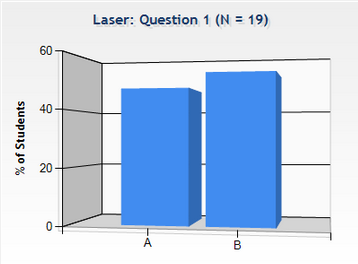 Laser: Question 1 (N = 19)
% of Students
60
40
20
0
A
B